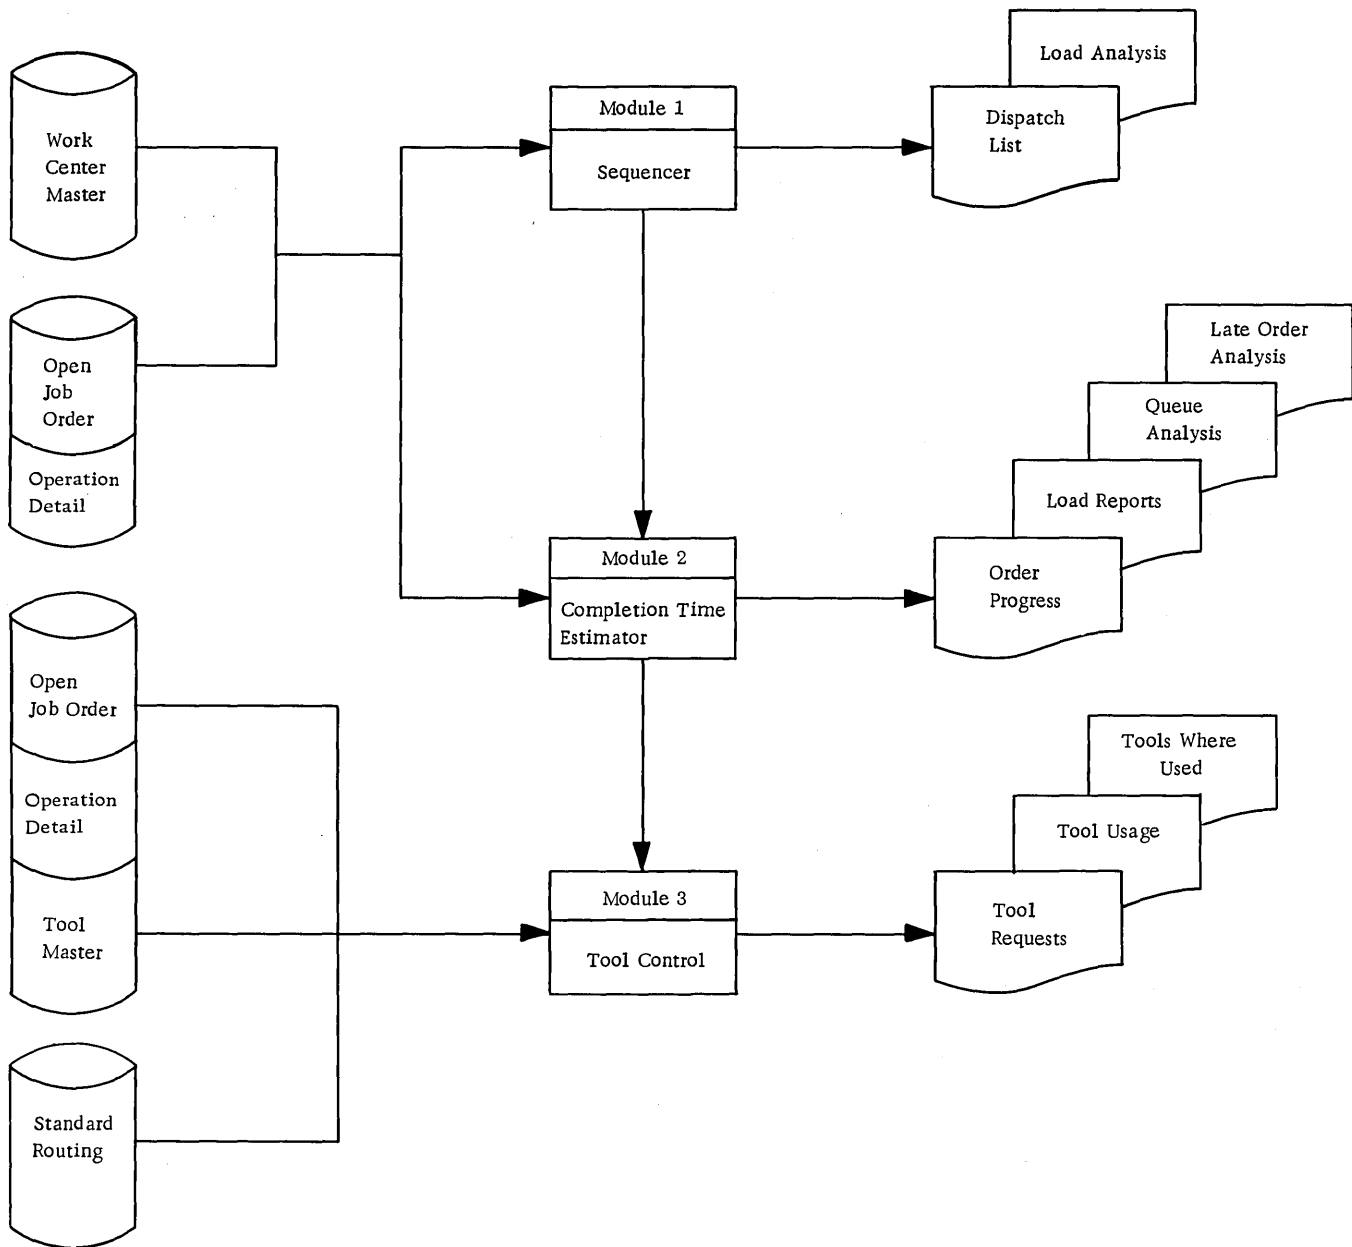 Work
Center
Master
Open
Job
Order
Operation
Detail
Open
Job Order
Operation
Detail
Tool
Master
Standard
Routing
Module 1
Sequencer
Module 2
Completion Time
Estimator
Module 3
Tool Control
Load Analysis
Dispatch
List
Late Order
Analysis
Queue
Analysis
Load Reports
Order
Progress
Tools Where
Used
Tool Usage
Tool
Requests